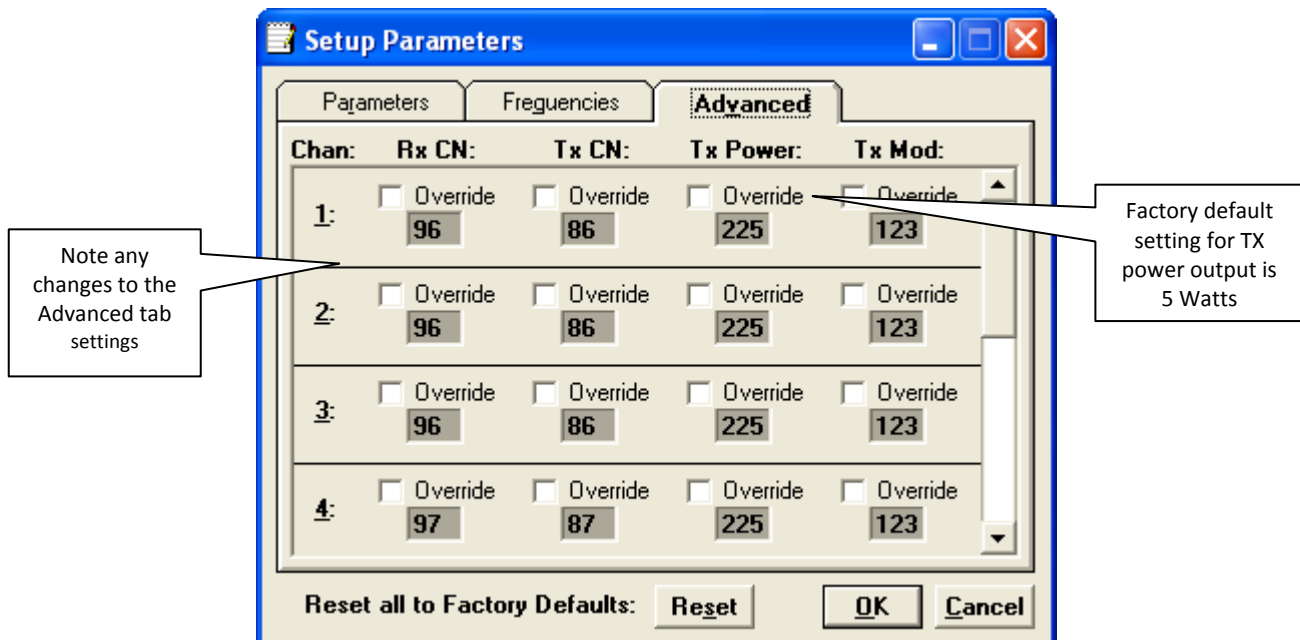 Setup Parameters
Parameters Freguencies Advanced
Chan: Rx CN: Tx CN: Tx Power: Tx Mod:
Override Override Override Override
1: 96 86 225 123
Override Override Override Override
2: 96 86 225 123
Override Override Override Override
3: 96 86 225 123
Override Override Override Override
4: 97 87 225 123
Reset all to Factory Defaults: Reset OK Cancel
Note any
changes to the
Advanced tab
settings
Factory default
setting for TX
power output is
5 Watts